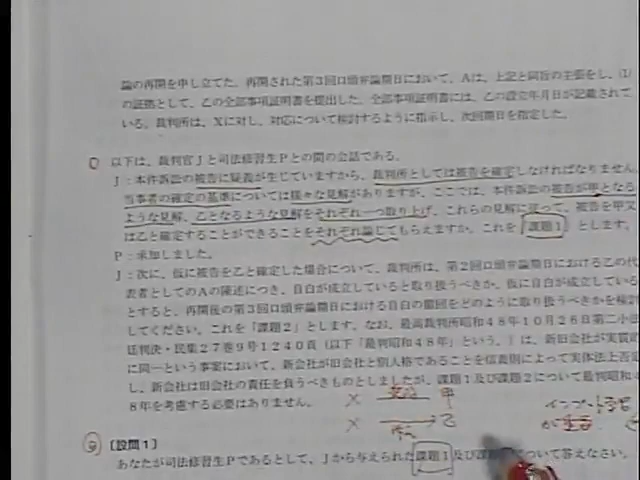 論の再開を申し立てた。再開された第3回口頭弁論期日において、Aは、上記と同旨の主張をし、(1)
の証拠として、乙の全部事項証明書を提出した。全部事項証明書には、乙の設立年月日が記載されて
いる。裁判所は、Xに対し、対応について検討するように指示し、次回期日を指定した。
以下は、裁判官Jと司法修習生Pとの間の会話である。
J:本件訴訟の被告に疑義が生じていますから、裁判所としては被告を確定しなければなりません。
当事者の確定の基準については様々な見解がありますが、ここでは、本件訴訟の被告が甲となる
ような見解、乙となるような見解をそれぞれ一つ取り上げ、これらの見解に従って、被告を甲又
は乙と確定することができることをそれぞれ論じてもらえますか。これを「課題1」とします。
P:承知しました。
J:次に、仮に被告を乙と確定した場合について、裁判所は、第2回口頭弁論期日における乙の代
表者としてのAの陳述につき、自白が成立していると取り扱うべきか、仮に自白が成立している
とすると、再開後の第3回口頭弁論期日における自白の撤回をどのように取り扱うべきかを検討
してください。これを「課題2」とします。なお、最高裁判所昭和48年10月26日第二小法
廷判決・民集27巻9号1240頁(以下「最判昭和48年」という。)は、新旧会社が実質的
に同一という事案において、新会社が旧会社と別人格であることを信義則によって実体法上否定
し、新会社は旧会社の責任を負うべきものとしましたが、課題1及び課題2について最判昭和4
8年を考慮する必要はありません。
X 甲
X 乙
〔設問1〕
あなたが司法修習生Pであるとして、Jから与えられた課題1及び課題について答えなさい。